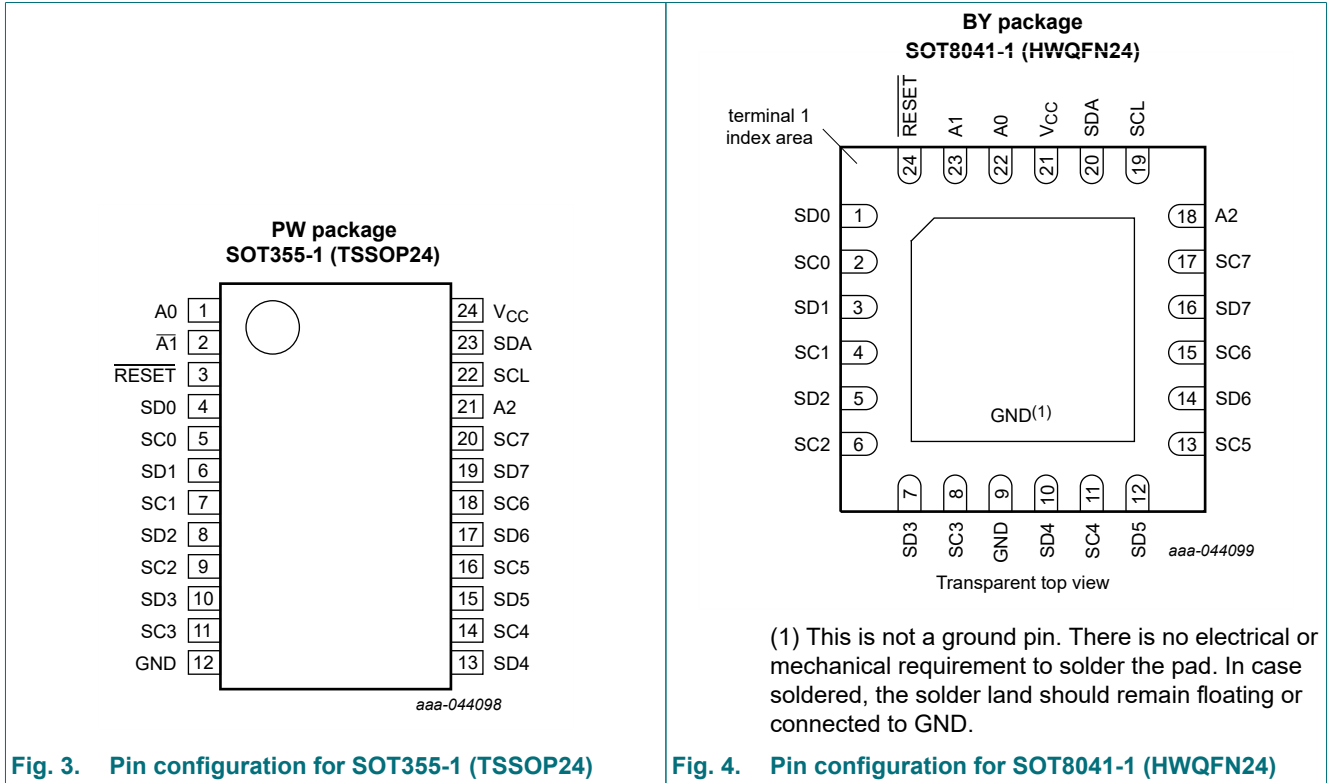 PW package
SOT355-1 (TSSOP24)
A0 1
A̅1̅ 2
R̅E̅S̅E̅T̅ 3
SD0 4
SC0 5
SD1 6
SC1 7
SD2 8
SC2 9
SD3 10
SC3 11
GND 12
24 VCC
23 SDA
22 SCL
21 A2
20 SC7
19 SD7
18 SC6
17 SD6
16 SC5
15 SD5
14 SC4
13 SD4
aaa-044098
Fig. 3. Pin configuration for SOT355-1 (TSSOP24)
BY package
SOT8041-1 (HWQFN24)
terminal 1
index area
R̅E̅S̅E̅T̅ A1 A0 VCC SDA SCL
24 23 22 21 20 19
SD0 1
SC0 2
SD1 3
SC1 4
SD2 5
SC2 6
18 A2
17 SC7
16 SD7
15 SC6
14 SD6
13 SC5
GND(1)
7 8 9 10 11 12
SD3 SC3 GND SD4 SC4 SD5
aaa-044099
Transparent top view
(1) This is not a ground pin. There is no electrical or
mechanical requirement to solder the pad. In case
soldered, the solder land should remain floating or
connected to GND.
Fig. 4. Pin configuration for SOT8041-1 (HWQFN24)